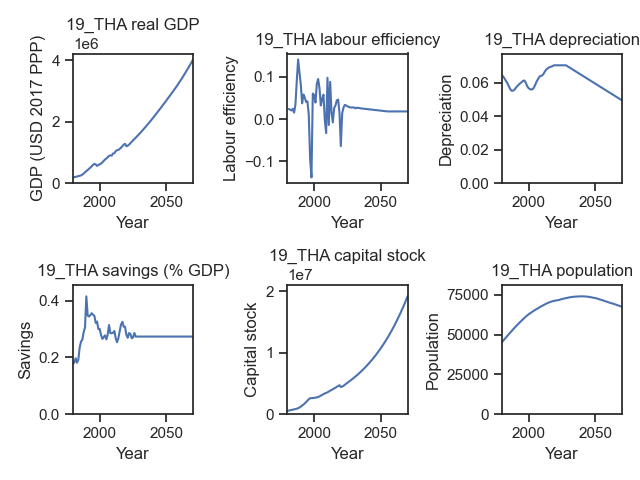 19_THA real GDP
1e6
GDP (USD 2017 PPP)
4
2
0
2000
2050
Year
19_THA labour efficiency
Labour efficiency
0.1
0.0
−0.1
2000
2050
Year
19_THA depreciation
Depreciation
0.06
0.04
0.02
0.00
2000
2050
Year
19_THA savings (% GDP)
Savings
0.4
0.2
0.0
2000
2050
Year
19_THA capital stock
1e7
Capital stock
2
1
0
2000
2050
Year
19_THA population
Population
75000
50000
25000
0
2000
2050
Year